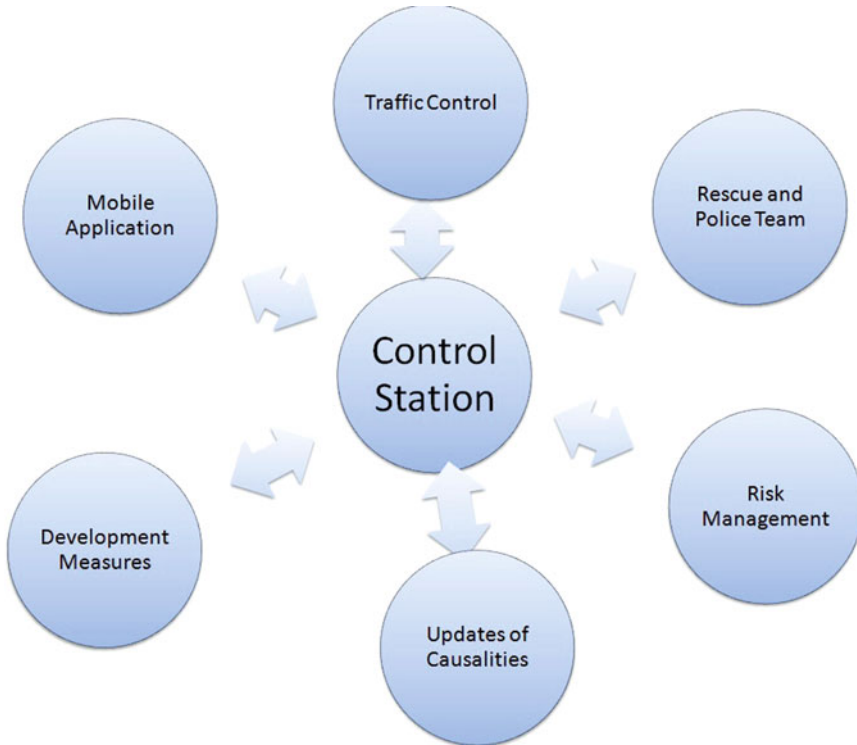 Traffic Control
Mobile
Application
Rescue and
Police Team
Control
Station
Development
Measures
Risk
Management
Updates of
Causalities